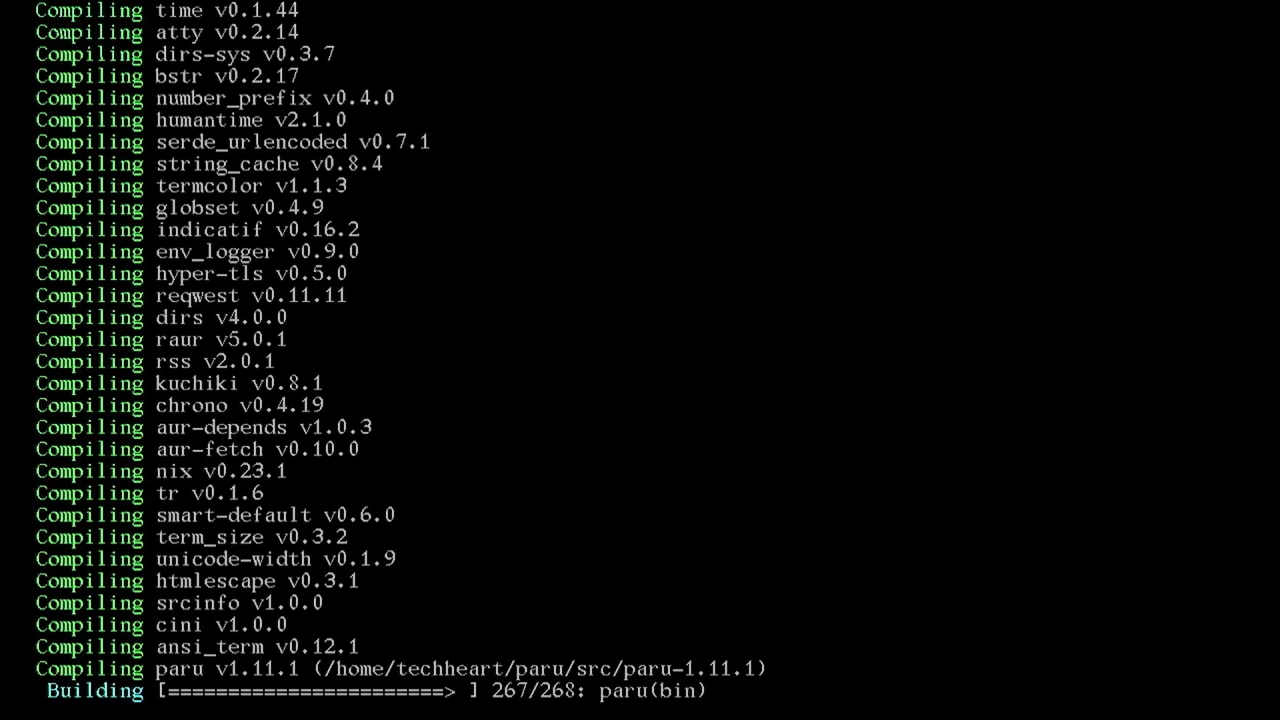 Compiling time v0.1.44
Compiling atty v0.2.14
Compiling dirs-sys v0.3.7
Compiling bstr v0.2.17
Compiling number_prefix v0.4.0
Compiling humantime v2.1.0
Compiling serde_urlencoded v0.7.1
Compiling string_cache v0.8.4
Compiling termcolor v1.1.3
Compiling globset v0.4.9
Compiling indicatif v0.16.2
Compiling env_logger v0.9.0
Compiling hyper-tls v0.5.0
Compiling reqwest v0.11.11
Compiling dirs v4.0.0
Compiling raur v5.0.1
Compiling rss v2.0.1
Compiling kuchiki v0.8.1
Compiling chrono v0.4.19
Compiling aur-depends v1.0.3
Compiling aur-fetch v0.10.0
Compiling nix v0.23.1
Compiling tr v0.1.6
Compiling smart-default v0.6.0
Compiling term_size v0.3.2
Compiling unicode-width v0.1.9
Compiling htmlescape v0.3.1
Compiling srcinfo v1.0.0
Compiling cini v1.0.0
Compiling ansi_term v0.12.1
Compiling paru v1.11.1 (/home/techheart/paru/src/paru-1.11.1)
Building [=======================> ] 267/268: paru(bin)